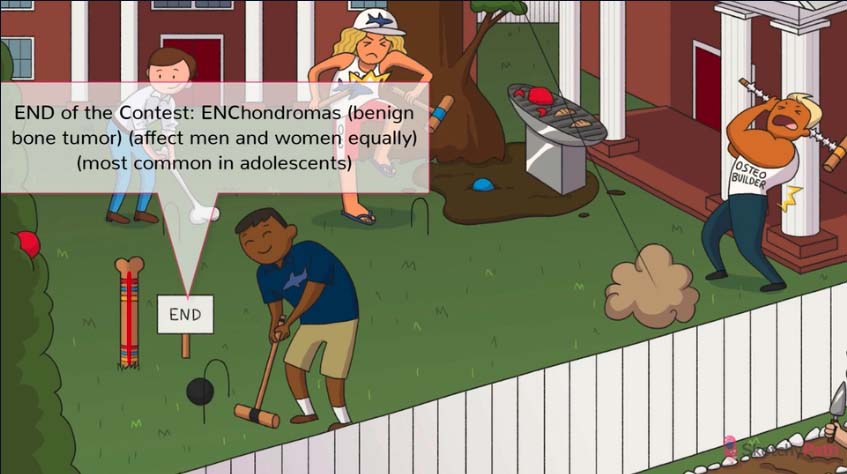 END of the Contest: ENChondromas (benign
bone tumor) (affect men and women equally)
(most common in adolescents)
OSTEO
BUILDER
END
SketchyPath